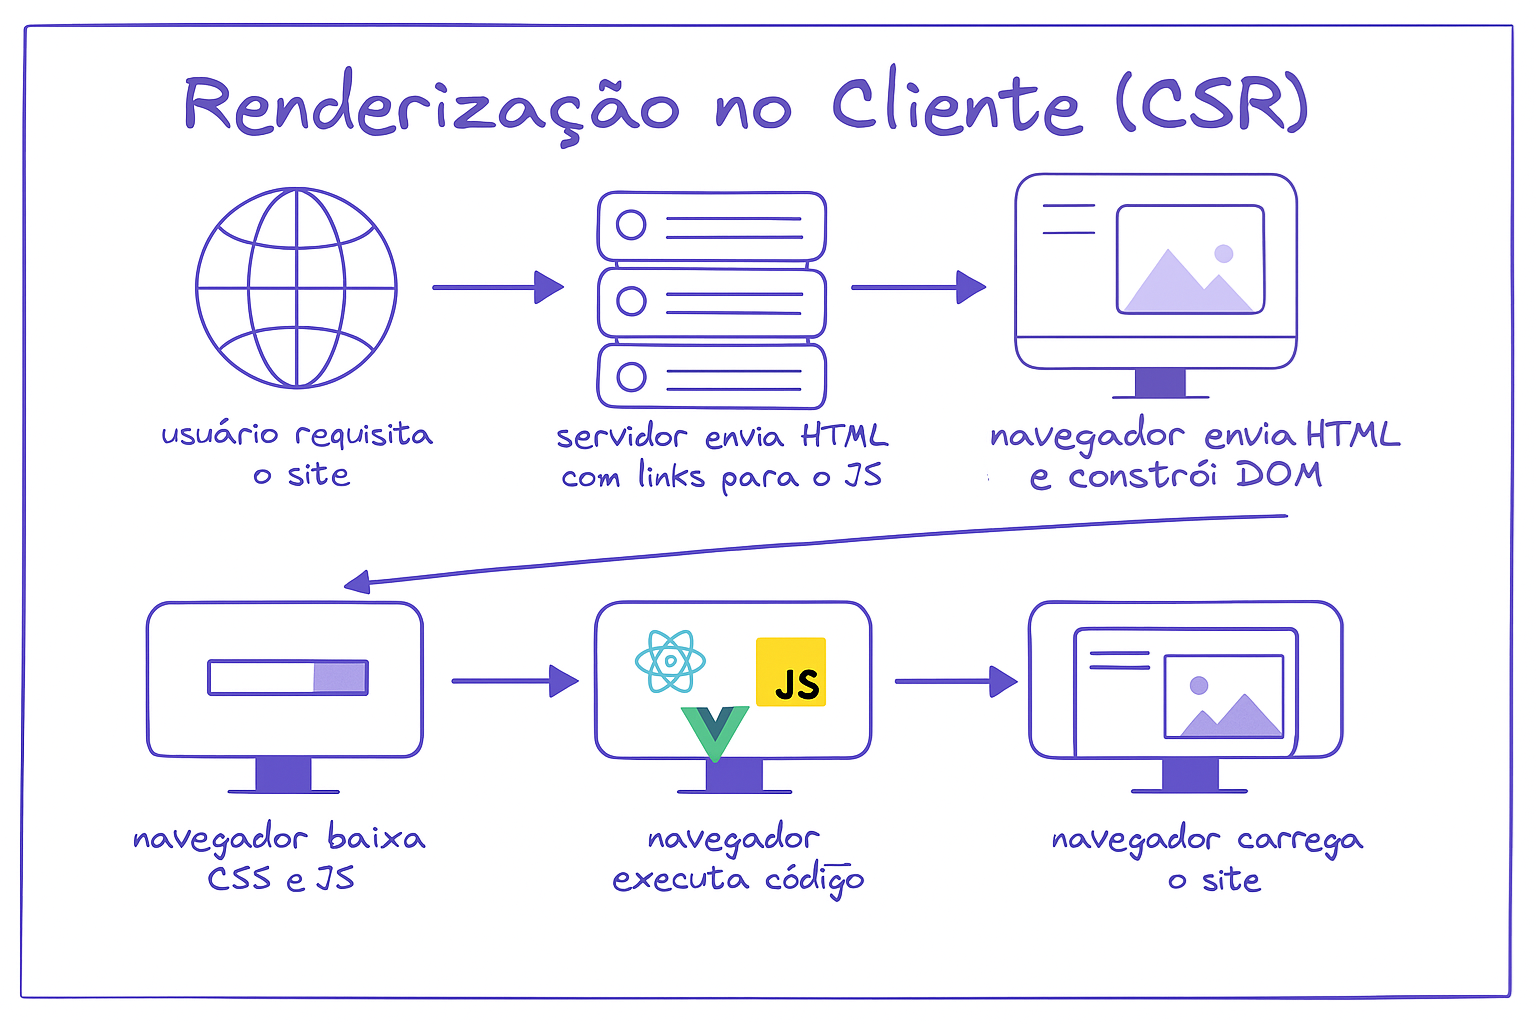 Renderização no Cliente (CSR)
usuário requisita
o site
servidor envia HTML
com links para o JS
navegador envia HTML
e constrói DOM
JS
navegador baixa
CSS e JS
navegador
executa código
navegador carrega
o site